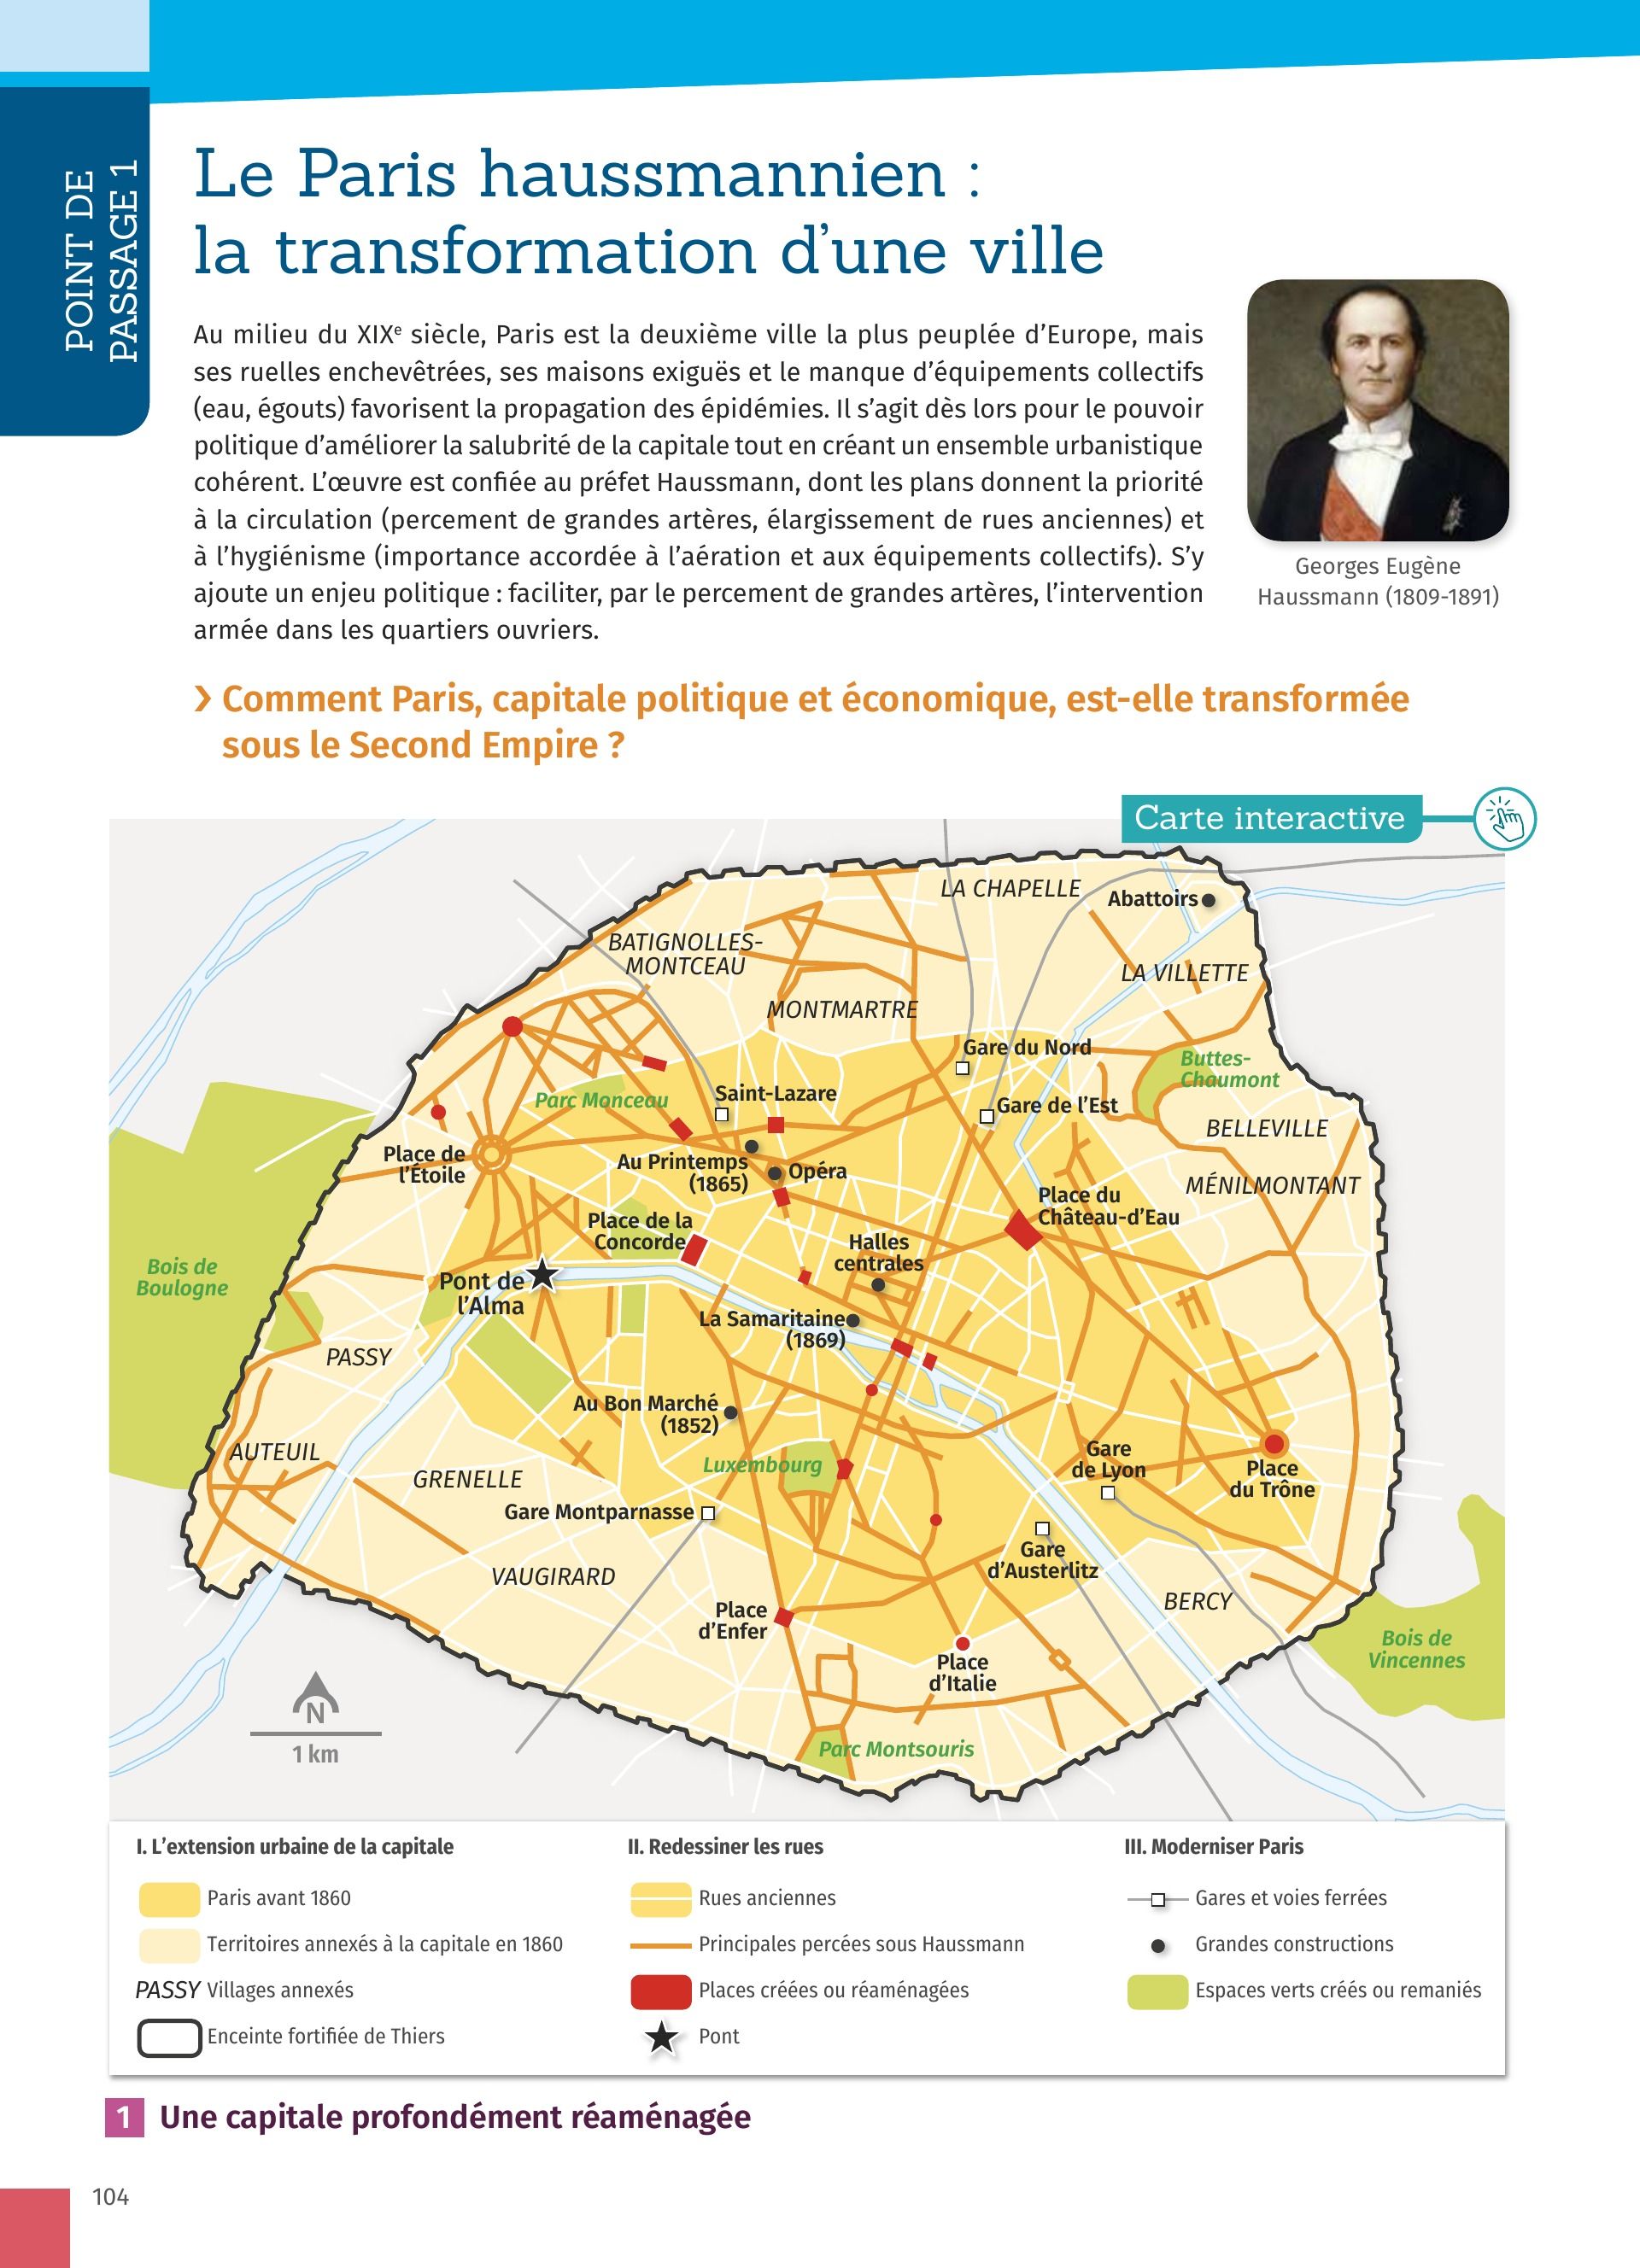 POINT DE
PASSAGE 1
Le Paris haussmannien :
la transformation d'une ville
Au milieu du XIXe siècle, Paris est la deuxième ville la plus peuplée d'Europe, mais
ses ruelles enchevêtrées, ses maisons exiguës et le manque d'équipements collectifs
(eau, égouts) favorisent la propagation des épidémies. Il s'agit dès lors pour le pouvoir
politique d'améliorer la salubrité de la capitale tout en créant un ensemble urbanistique
cohérent. L'œuvre est confiée au préfet Haussmann, dont les plans donnent la priorité
à la circulation (percement de grandes artères, élargissement de rues anciennes) et
à l'hygiénisme (importance accordée à l'aération et aux équipements collectifs). S'y
ajoute un enjeu politique : faciliter, par le percement de grandes artères, l'intervention
armée dans les quartiers ouvriers.
Georges Eugène
Haussmann (1809-1891)
› Comment Paris, capitale politique et économique, est-elle transformée
sous le Second Empire ?
Carte interactive
LA CHAPELLE
Abattoirs
BATIGNOLLES-
MONTCEAU
LA VILLETTE
MONTMARTRE
Gare du Nord
Buttes-
Chaumont
Parc Monceau
Saint-Lazare
Gare de l'Est
BELLEVILLE
Place de
l'Étoile
Au Printemps
(1865)
Opéra
MÉNILMONTANT
Place du
Château-d'Eau
Place de la
Concorde
Halles
centrales
Bois de
Boulogne
Pont de
l'Alma
La Samaritaine
(1869)
PASSY
Au Bon Marché
(1852)
AUTEUIL
GRENELLE
Luxembourg
Gare
de Lyon
Place
du Trône
Gare Montparnasse
Gare
d'Austerlitz
VAUGIRARD
BERCY
Place
d'Enfer
Place
d'Italie
Bois de
Vincennes
N
1 km
Parc Montsouris
I. L'extension urbaine de la capitale
Paris avant 1860
Territoires annexés à la capitale en 1860
PASSY Villages annexés
Enceinte fortifiée de Thiers
II. Redessiner les rues
Rues anciennes
Principales percées sous Haussmann
Places créées ou réaménagées
Pont
III. Moderniser Paris
Gares et voies ferrées
Grandes constructions
Espaces verts créés ou remaniés
1 Une capitale profondément réaménagée
104